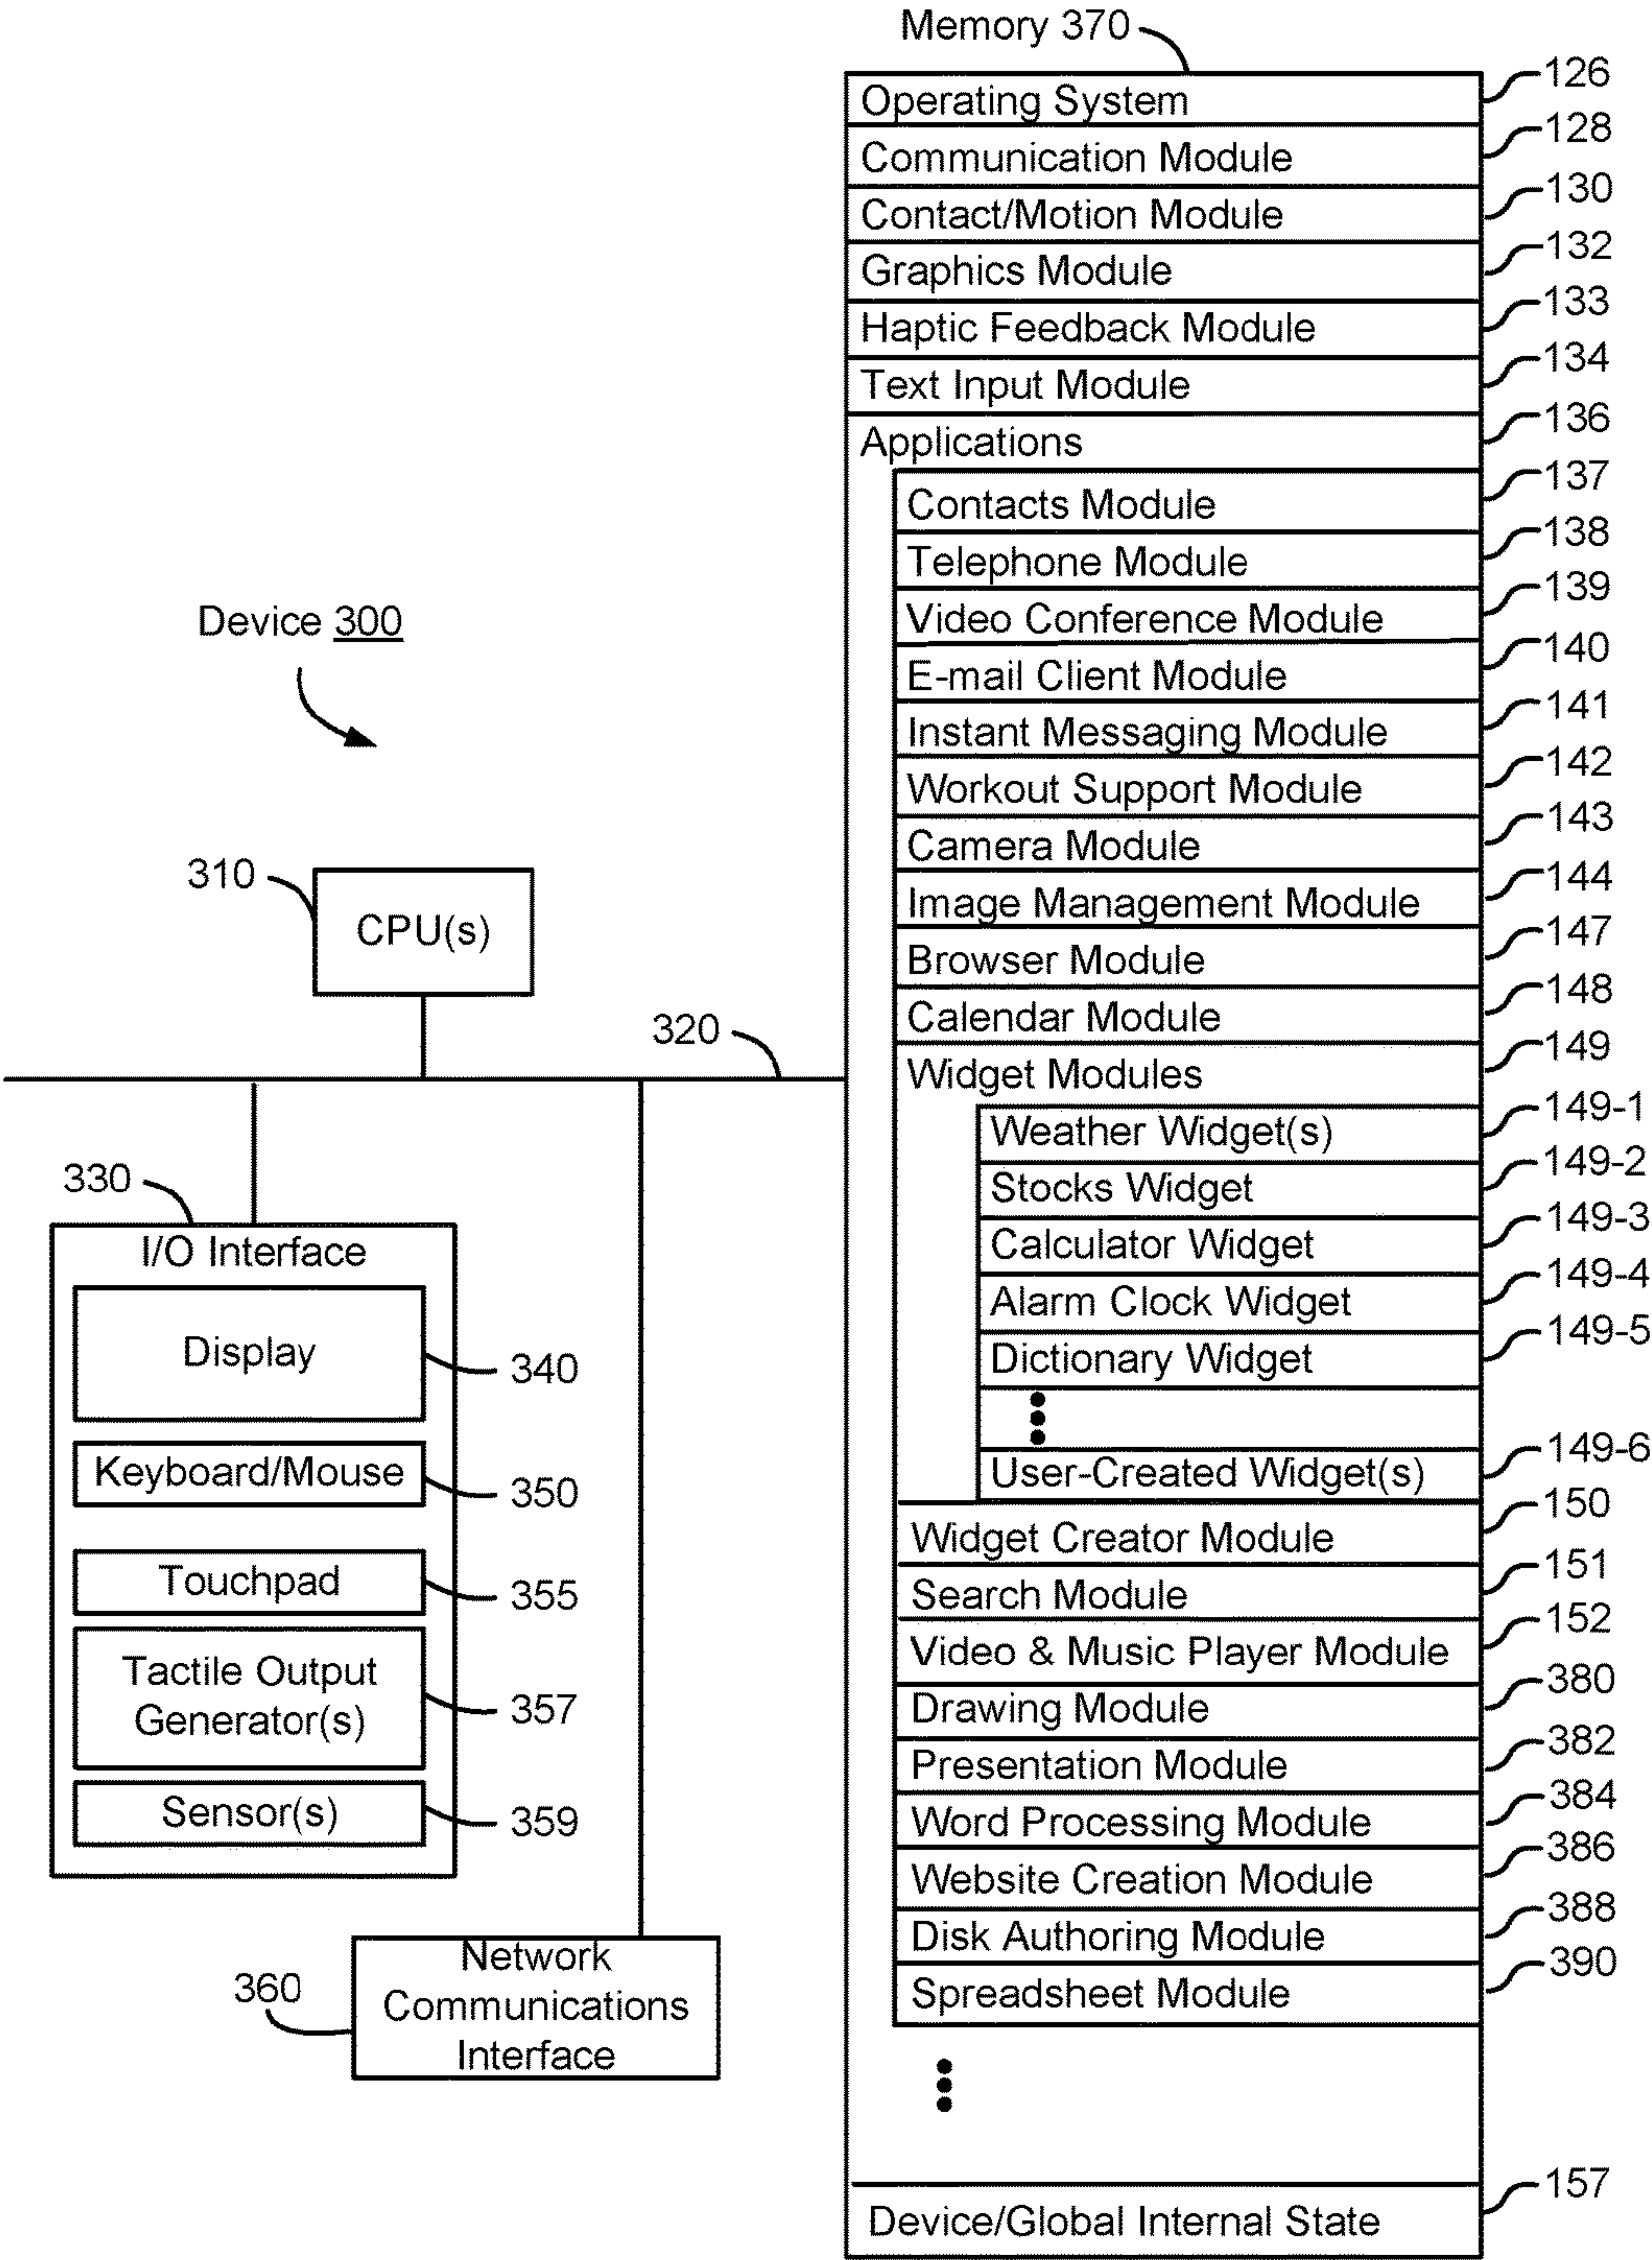 Memory 370
Operating System 126
Communication Module 128
Contact/Motion Module 130
Graphics Module 132
Haptic Feedback Module 133
Text Input Module 134
Applications 136
Contacts Module 137
Telephone Module 138
Video Conference Module 139
E-mail Client Module 140
Instant Messaging Module 141
Workout Support Module 142
Camera Module 143
Image Management Module 144
Browser Module 147
Calendar Module 148
Widget Modules 149
Weather Widget(s) 149-1
Stocks Widget 149-2
Calculator Widget 149-3
Alarm Clock Widget 149-4
Dictionary Widget 149-5
User-Created Widget(s) 149-6
Widget Creator Module 150
Search Module 151
Video & Music Player Module 152
Drawing Module 380
Presentation Module 382
Word Processing Module 384
Website Creation Module 386
Disk Authoring Module 388
Spreadsheet Module 390
Device/Global Internal State 157
Device 300
310
CPU(s)
320
330
I/O Interface
Display 340
Keyboard/Mouse 350
Touchpad 355
Tactile Output
Generator(s) 357
Sensor(s) 359
360
Network
Communications
Interface